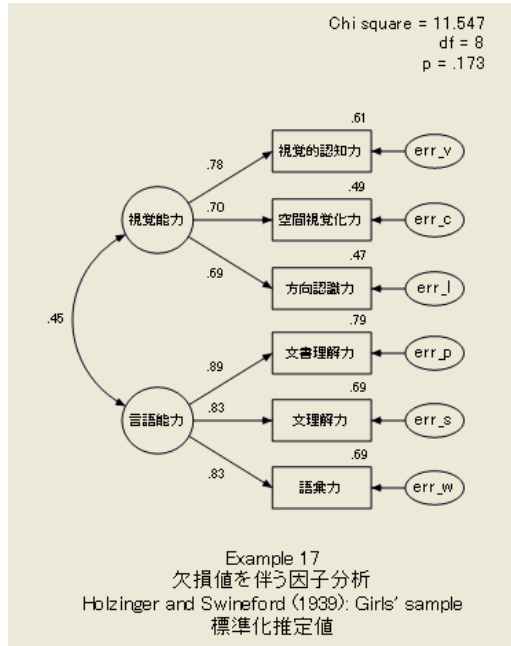 Chi square = 11.547
df = 8
p = .173
.61
視覚的認知力
err_v
.78
.49
.70
視覚能力
空間視覚化力
err_c
.47
.69
方向認識力
err_l
.45
.79
文書理解力
err_p
.89
.69
.83
言語能力
文理解力
err_s
.69
.83
語彙力
err_w
Example 17
欠損値を伴う因子分析
Holzinger and Swineford (1939): Girls' sample
標準化推定値